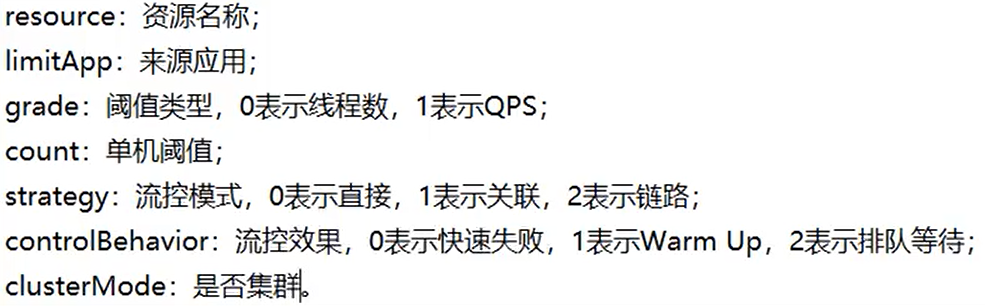 resource：资源名称；
limitApp：来源应用；
grade：阈值类型，0表示线程数，1表示QPS；
count：单机阈值；
strategy：流控模式，0表示直接，1表示关联，2表示链路；
controlBehavior：流控效果，0表示快速失败，1表示Warm Up，2表示排队等待；
clusterMode：是否集群。